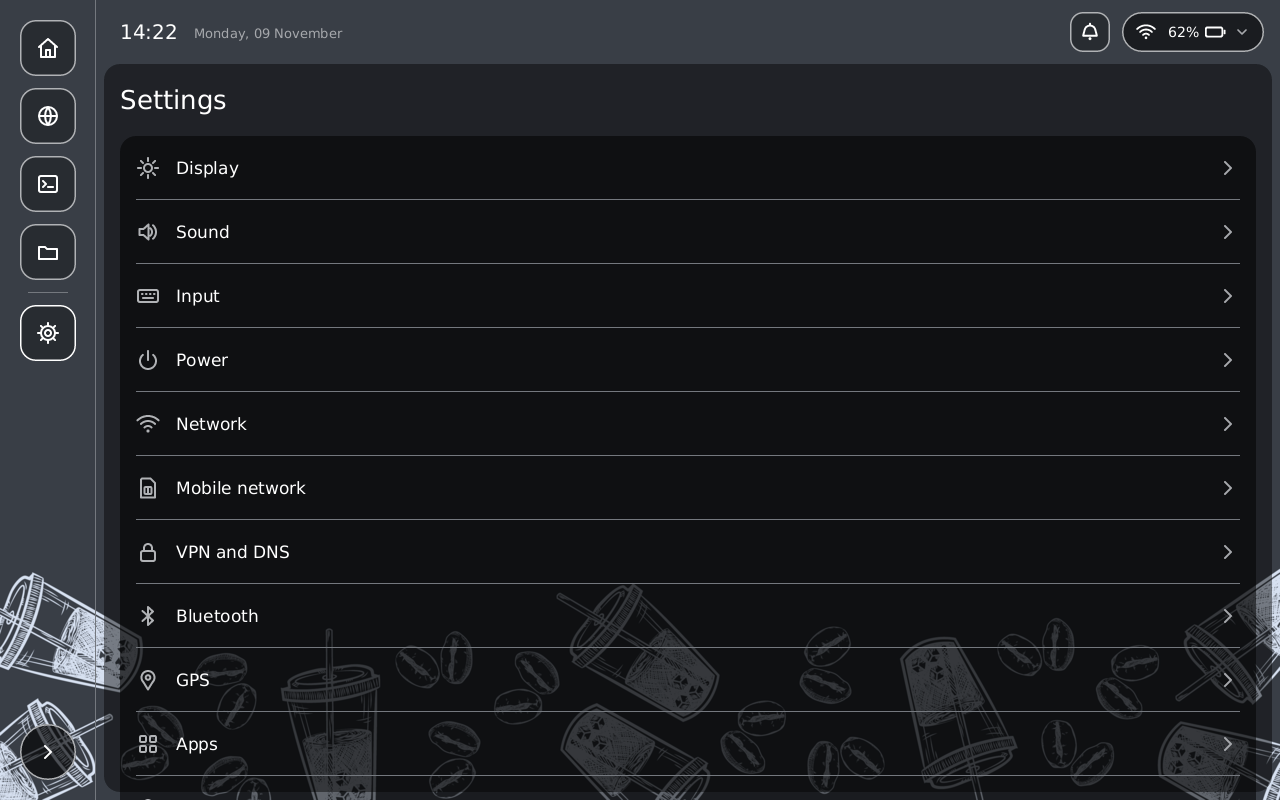 14:22 Monday, 09 November
62%
Settings
Display
Sound
Input
Power
Network
Mobile network
VPN and DNS
Bluetooth
GPS
Apps